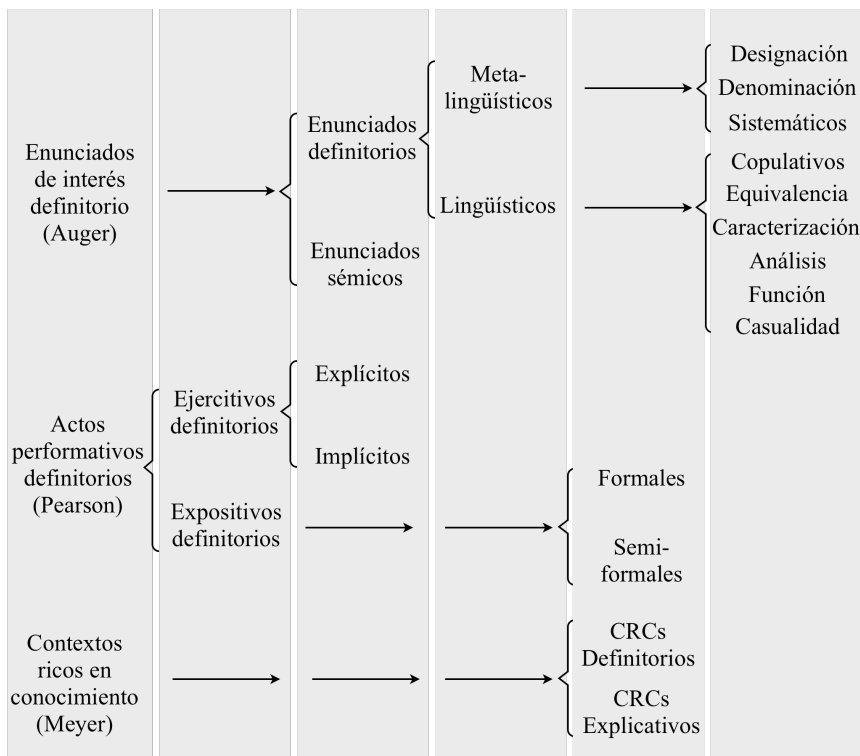 Enunciados
de interés
definitorio
(Auger)
Enunciados
definitorios
Meta-
lingüísticos
Designación
Denominación
Sistemáticos
Lingüísticos
Copulativos
Equivalencia
Caracterización
Análisis
Función
Casualidad
Enunciados
sémicos
Actos
performativos
definitorios
(Pearson)
Ejercitivos
definitorios
Explícitos
Implícitos
Expositivos
definitorios
Formales
Semi-
formales
Contextos
ricos en
conocimiento
(Meyer)
CRCs
Definitorios
CRCs
Explicativos